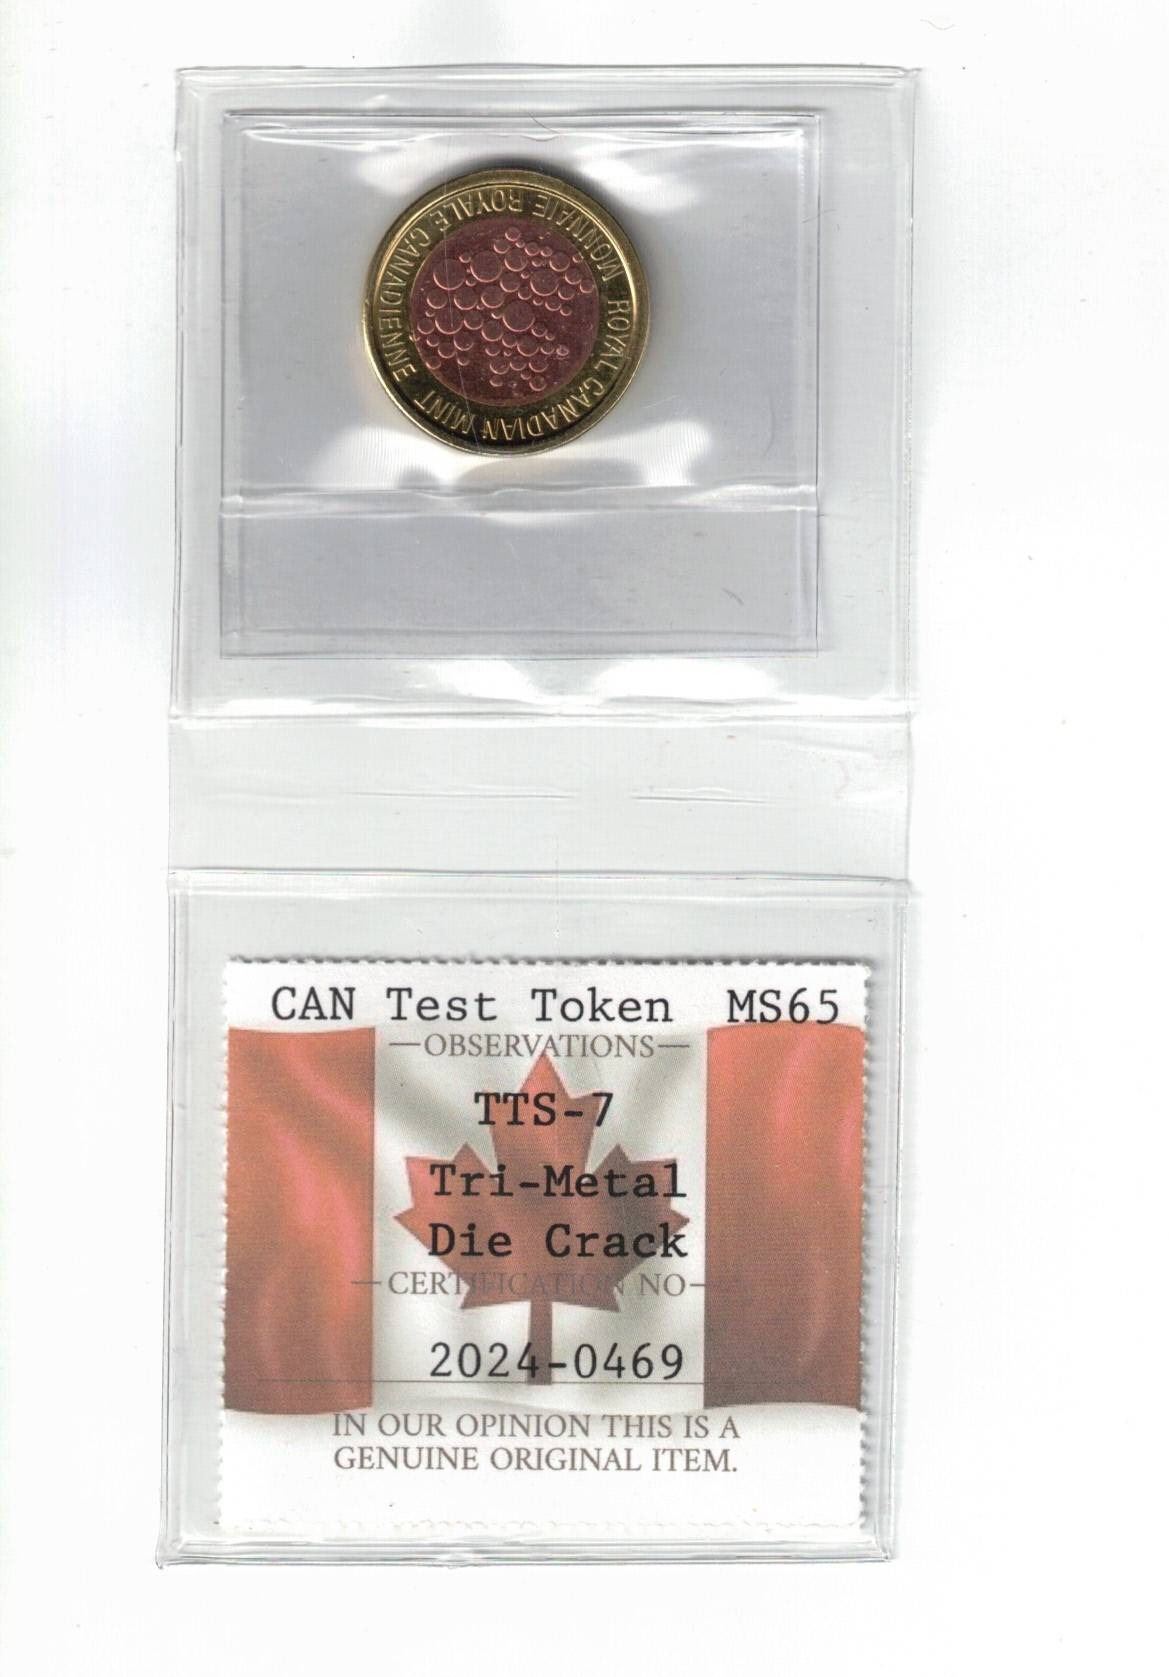 MONNAIE ROYALE CANADIENNE
ROYAL CANADIAN MINT
CAN Test Token MS65
—OBSERVATIONS—
TTS-7
Tri-Metal
Die Crack
—CERTIFICATION NO—
2024-0469
IN OUR OPINION THIS IS A
GENUINE ORIGINAL ITEM.